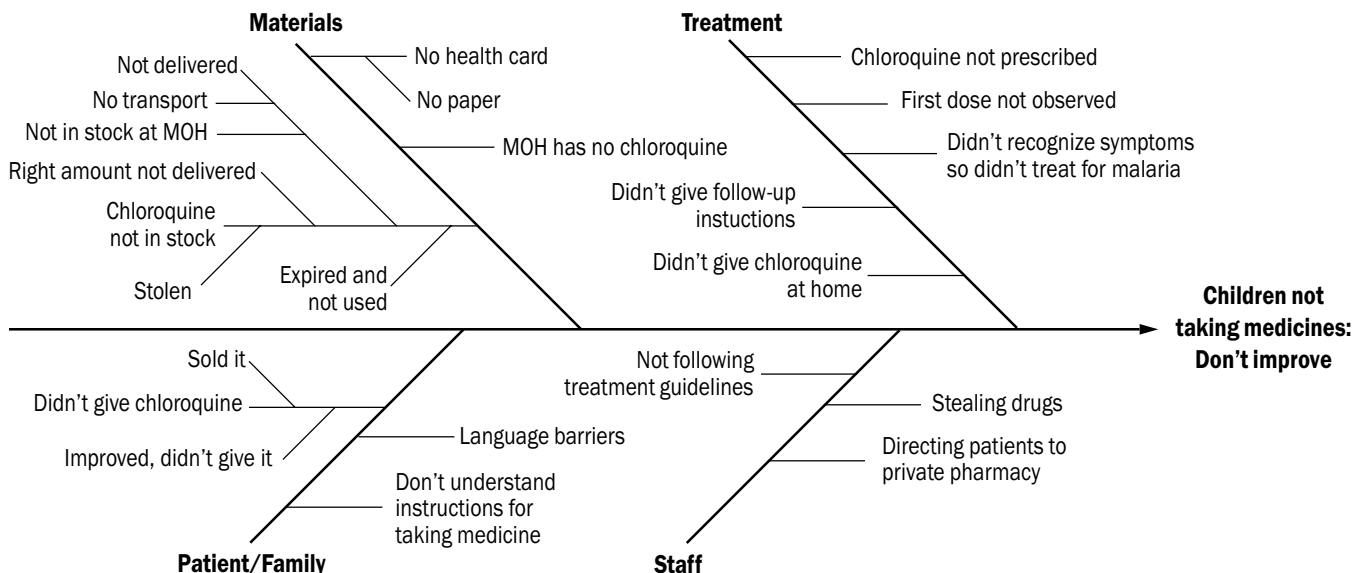 Materials
Treatment
No health card
No paper
MOH has no chloroquine
Not delivered
No transport
Not in stock at MOH
Right amount not delivered
Chloroquine
not in stock
Stolen
Expired and
not used
Chloroquine not prescribed
First dose not observed
Didn't recognize symptoms
so didn't treat for malaria
Didn't give follow-up
instuctions
Didn't give chloroquine
at home
Children not
taking medicines:
Don't improve
Sold it
Didn't give chloroquine
Improved, didn't give it
Language barriers
Don't understand
instructions for
taking medicine
Patient/Family
Not following
treatment guidelines
Stealing drugs
Directing patients to
private pharmacy
Staff